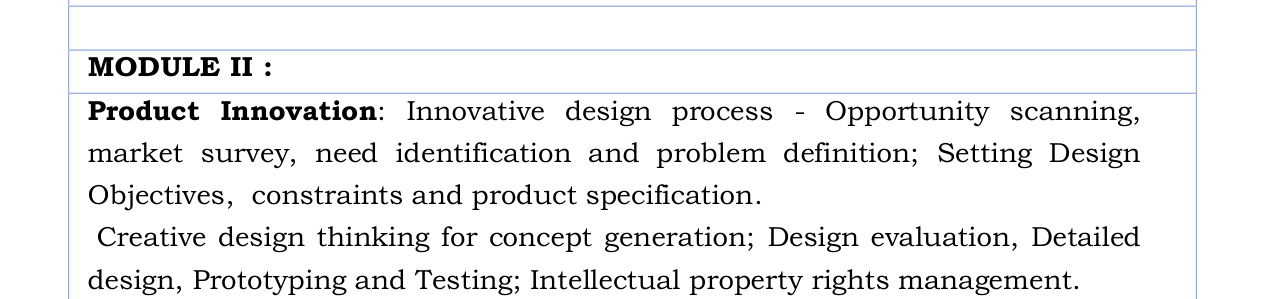 MODULE II :
Product Innovation: Innovative design process - Opportunity scanning,
market survey, need identification and problem definition; Setting Design
Objectives,  constraints and product specification.
Creative design thinking for concept generation; Design evaluation, Detailed
design, Prototyping and Testing; Intellectual property rights management.